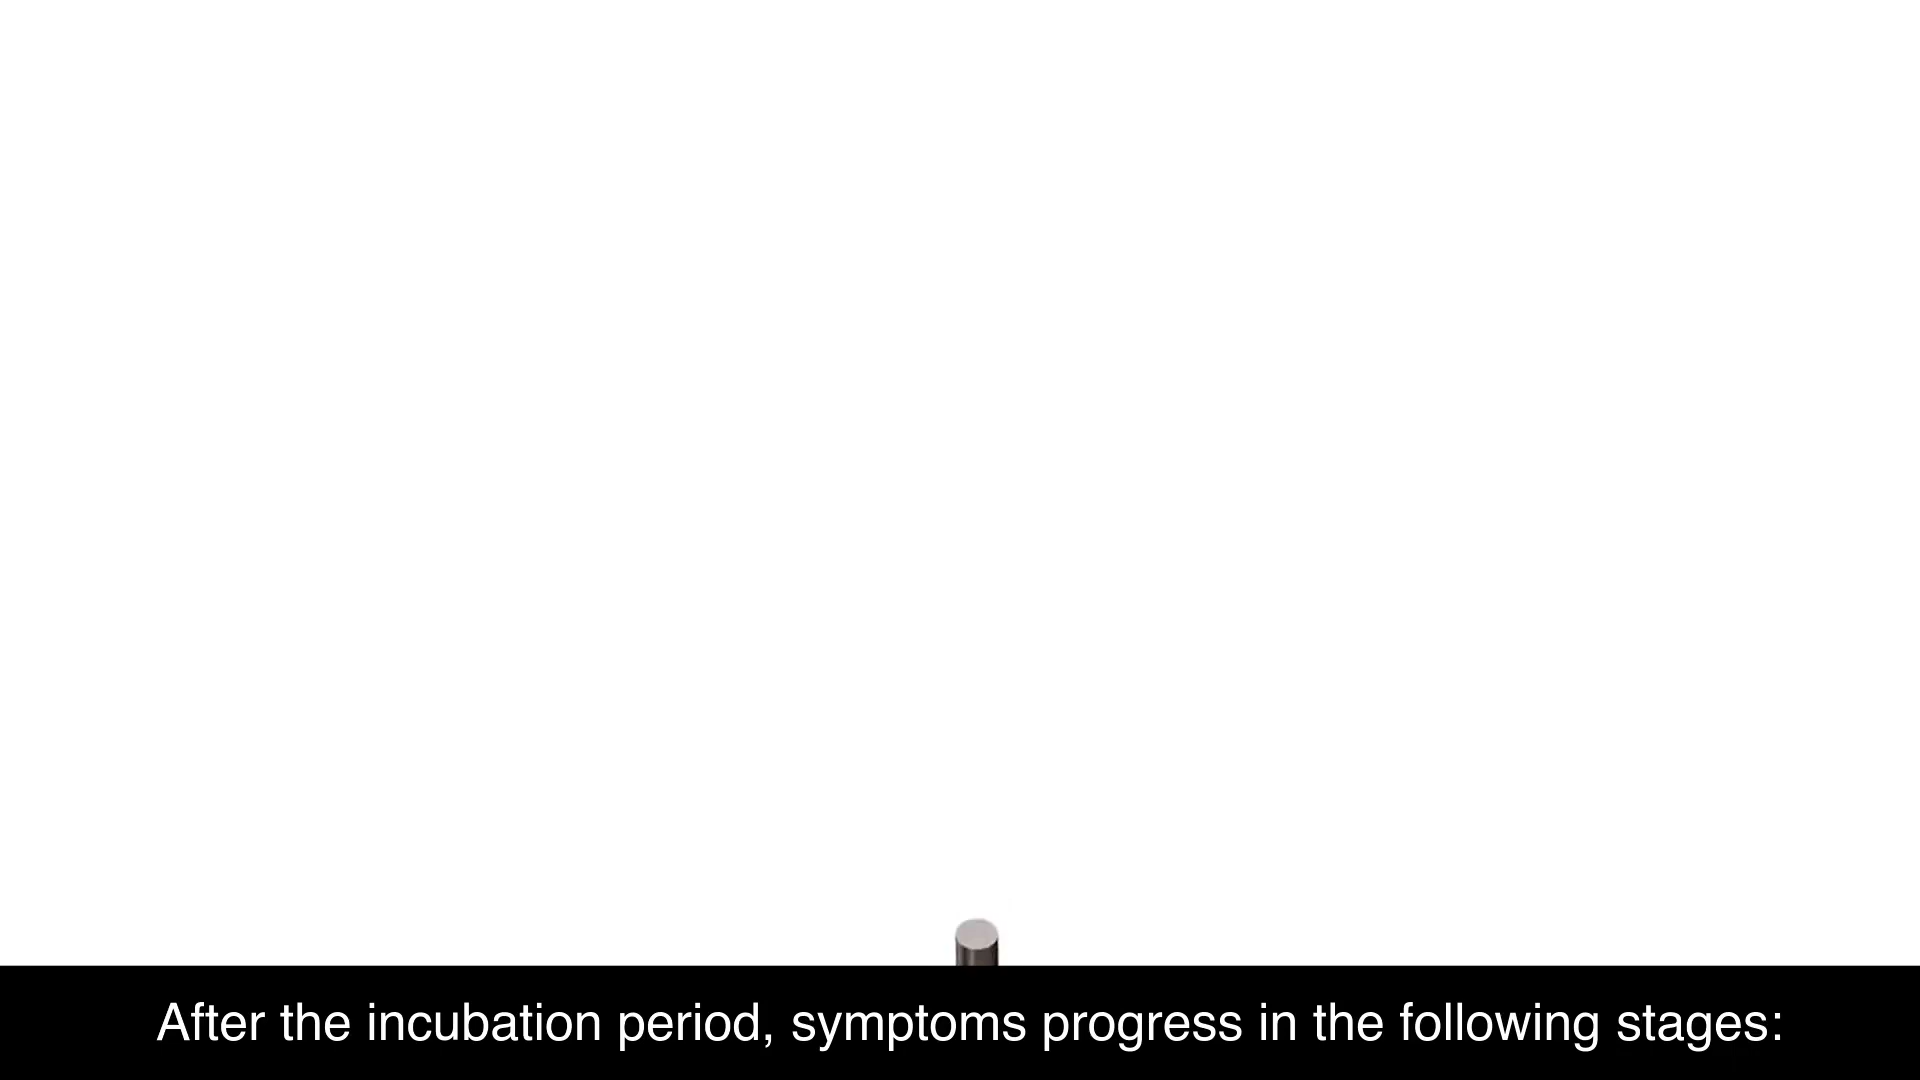 After the incubation period, symptoms progress in the following stages: